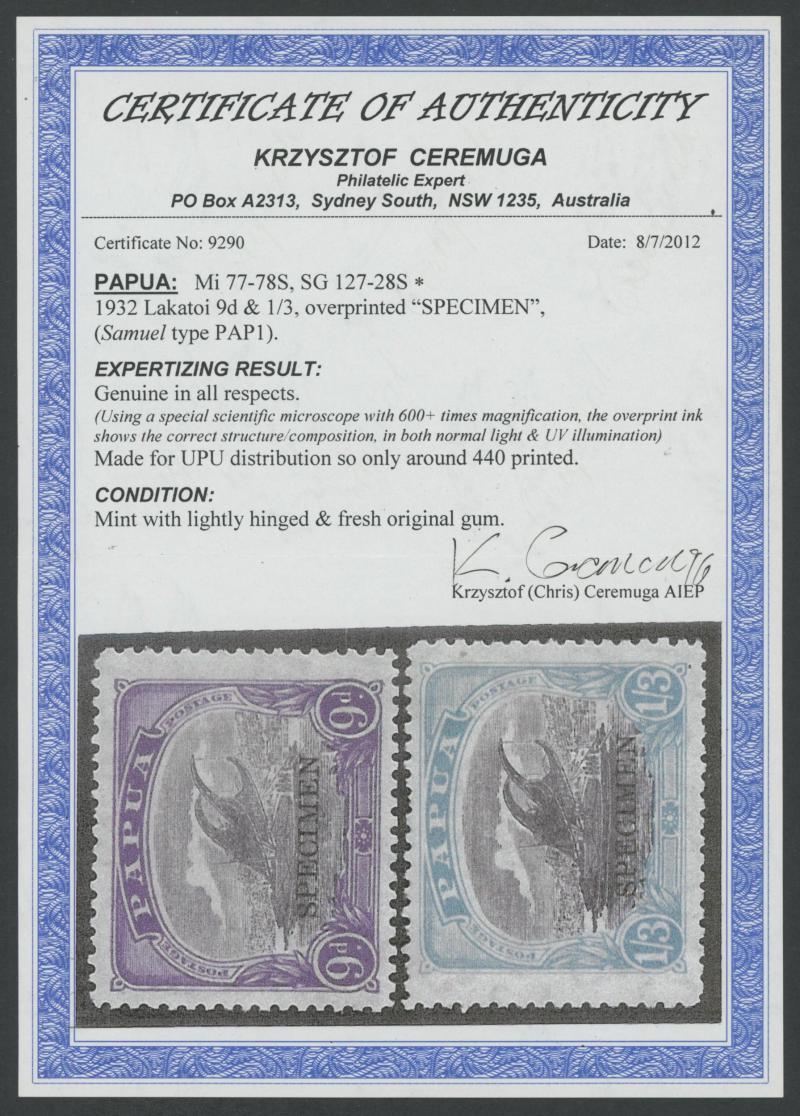 CERTIFICATE OF AUTHENTICITY
KRZYSZTOF CEREMUGA
Philatelic Expert
PO Box A2313, Sydney South, NSW 1235, Australia
Certificate No: 9290
Date: 8/7/2012
PAPUA: Mi 77-78S, SG 127-28S *
1932 Lakatoi 9d & 1/3, overprinted “SPECIMEN”,
(Samuel type PAP1).
EXPERTIZING RESULT:
Genuine in all respects.
(Using a special scientific microscope with 600+ times magnification, the overprint ink
shows the correct structure/composition, in both normal light & UV illumination)
Made for UPU distribution so only around 440 printed.
CONDITION:
Mint with lightly hinged & fresh original gum.
K. Ceremuga
Krzysztof (Chris) Ceremuga AIEP
POSTAGE
PAPUA
POSTAGE
9d
9d
SPECIMEN
POSTAGE
PAPUA
POSTAGE
1/3
1/3
SPECIMEN